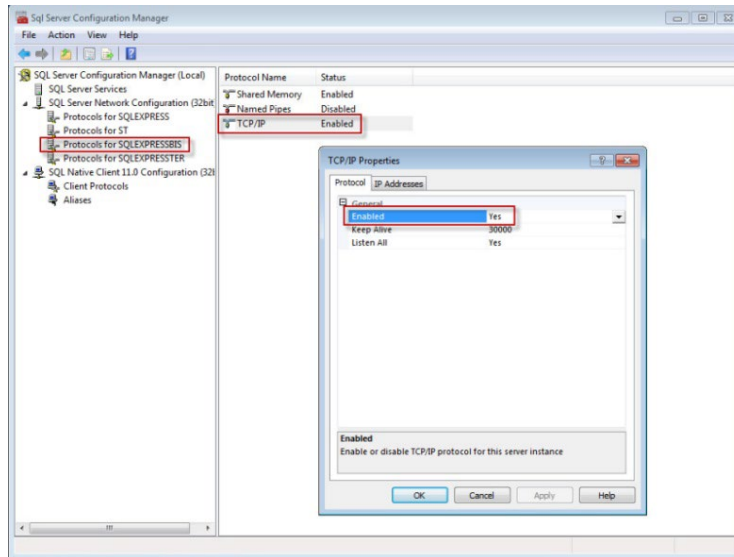 Sql Server Configuration Manager
File Action View Help
SQL Server Configuration Manager (Local)
SQL Server Services
SQL Server Network Configuration (32bit
Protocols for SQLEXPRESS
Protocols for ST
Protocols for SQLEXPRESSBIS
Protocols for SQLEXPRESSTER
SQL Native Client 11.0 Configuration (32l
Client Protocols
Aliases
Protocol Name Status
Shared Memory Enabled
Named Pipes Disabled
TCP/IP Enabled
TCP/IP Properties
Protocol IP Addresses
General
Enabled Yes
Keep Alive 30000
Listen All Yes
Enabled
Enable or disable TCP/IP protocol for this server instance
OK Cancel Apply Help